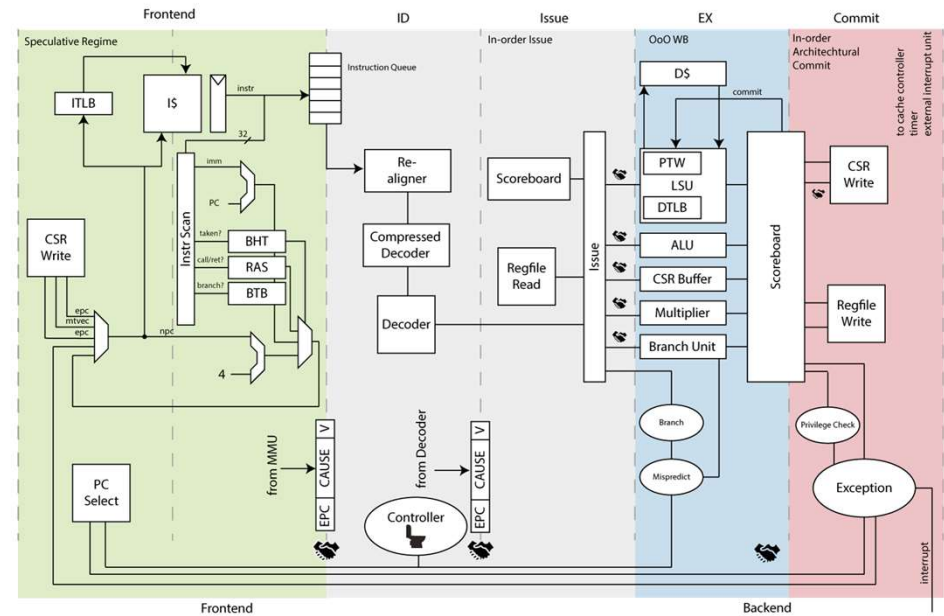 Frontend
ID
Issue
EX
Commit
Speculative Regime
In-order Issue
OoO WB
In-order
Architechtural
Commit
to cache controller
timer
external interrupt unit
ITLB
I$
instr
Instruction Queue
32
Instr Scan
imm
PC
taken?
BHT
call/ret?
RAS
branch?
BTB
CSR
Write
epc
mtvec
epc
npc
4
PC
Select
from MMU
EPC
CAUSE
V
Re-
aligner
Compressed
Decoder
Decoder
from Decoder
EPC
CAUSE
V
Controller
Scoreboard
Regfile
Read
Issue
D$
commit
PTW
LSU
DTLB
ALU
CSR Buffer
Multiplier
Branch Unit
Branch
Mispredict
Scoreboard
CSR
Write
Regfile
Write
Privilege Check
Exception
interrupt
Frontend
Backend